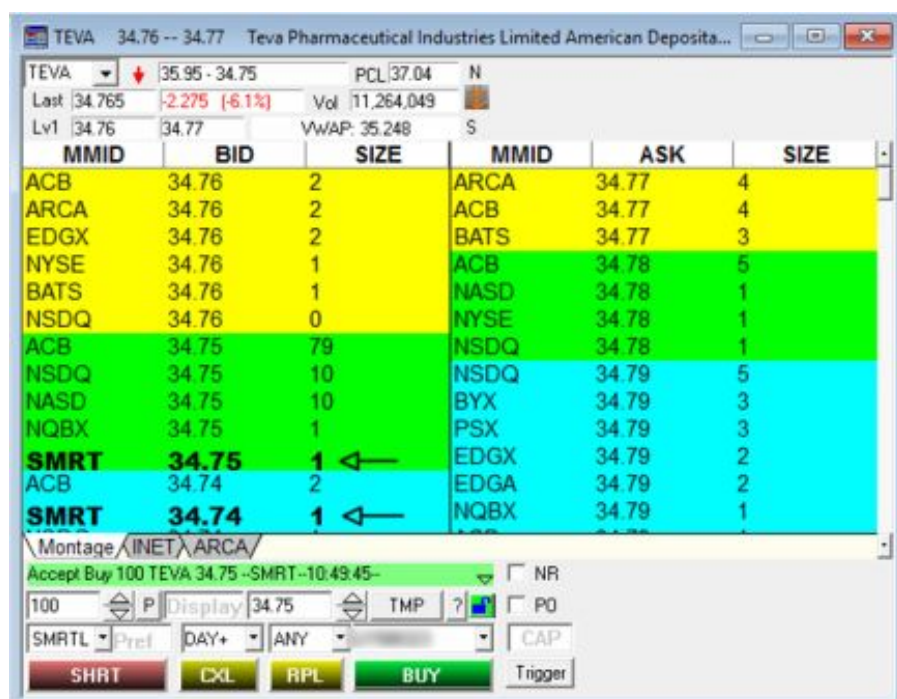 TEVA 34.76 -- 34.77 Teva Pharmaceutical Industries Limited American Deposita...
TEVA 35.95 - 34.75 PCL 37.04 N
Last 34.765 -2.275 (-6.1%) Vol 11,264,049
Lv1 34.76 34.77 VWAP: 35.248 S
MMID BID SIZE MMID ASK SIZE
ACB 34.76 2 ARCA 34.77 4
ARCA 34.76 2 ACB 34.77 4
EDGX 34.76 2 BATS 34.77 3
NYSE 34.76 1 ACB 34.78 5
BATS 34.76 1 NASD 34.78 1
NSDQ 34.76 0 NYSE 34.78 1
ACB 34.75 79 NSDQ 34.78 1
NSDQ 34.75 10 NSDQ 34.79 5
NASD 34.75 10 BYX 34.79 3
NQBX 34.75 1 PSX 34.79 3
SMRT 34.75 1 EDGX 34.79 2
ACB 34.74 2 EDGA 34.79 2
SMRT 34.74 1 NQBX 34.79 1
Montage INET ARCA
Accept Buy 100 TEVA 34.75 --SMRT--10:49:45-- NR
100 P Display 34.75 TMP ? PO
SMRTL Pref DAY+ ANY CAP
SHRT CXL RPL BUY Trigger